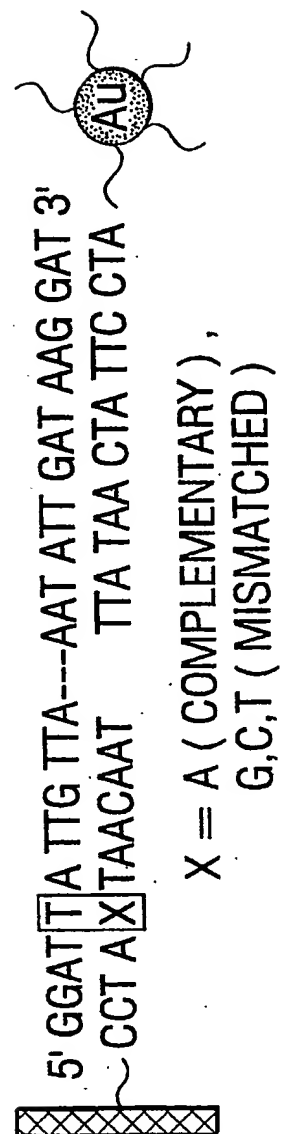 5' GGATT A TTG TTA---AAT ATT GAT AAG GAT 3'
CCT A X TAACAAT TTA TAA CTA TTC CTA
Au
X = A ( COMPLEMENTARY ) ,
G,C,T ( MISMATCHED )